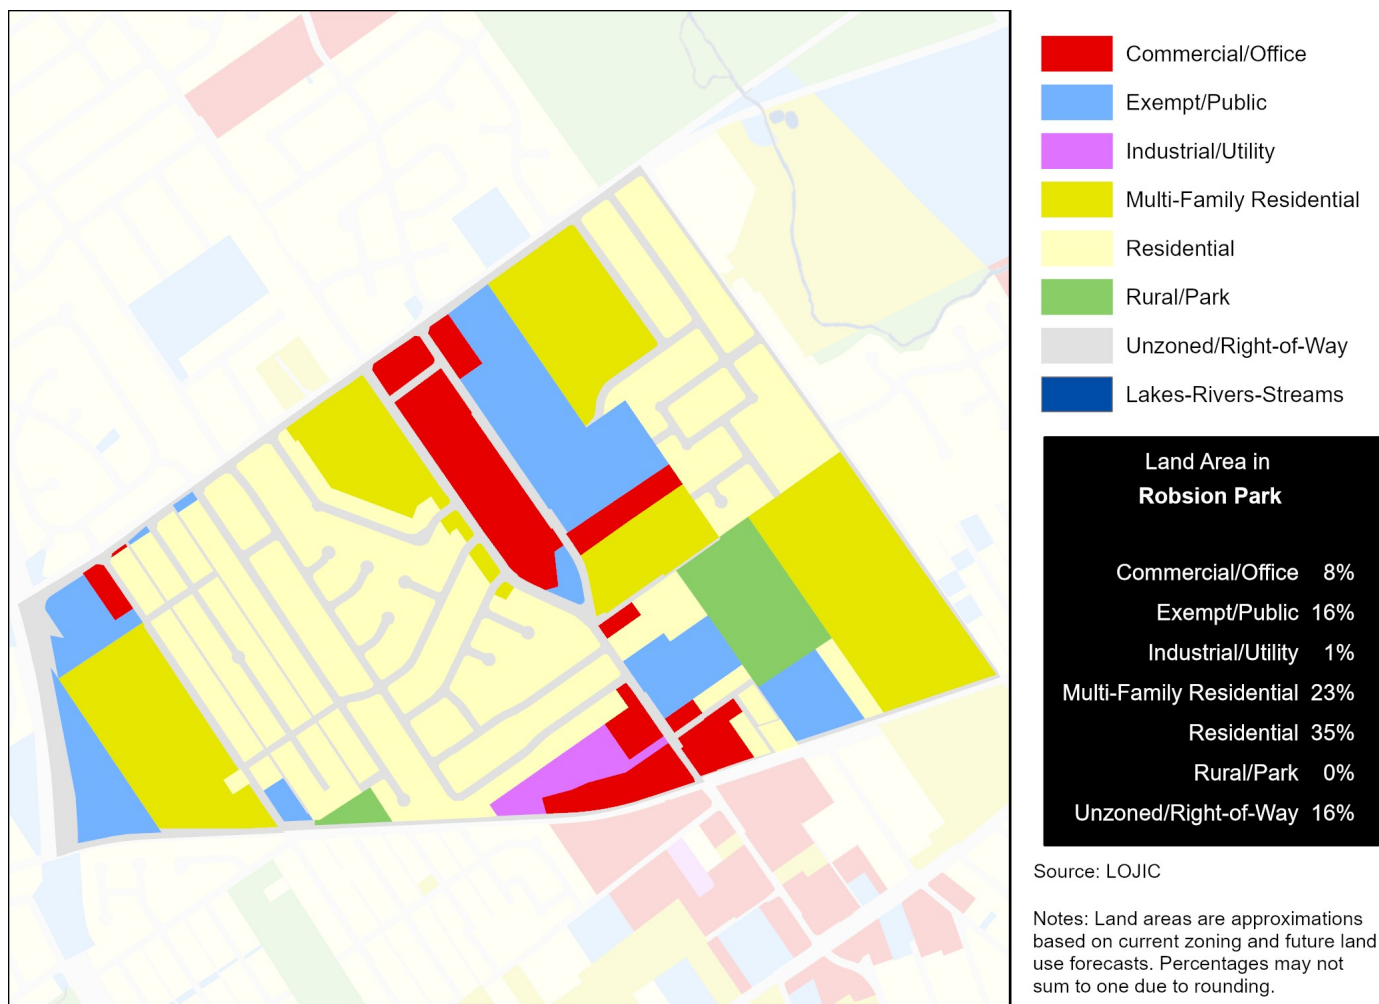 Commercial/Office
Exempt/Public
Industrial/Utility
Multi-Family Residential
Residential
Rural/Park
Unzoned/Right-of-Way
Lakes-Rivers-Streams
Land Area in
Robsion Park
Commercial/Office 8%
Exempt/Public 16%
Industrial/Utility 1%
Multi-Family Residential 23%
Residential 35%
Rural/Park 0%
Unzoned/Right-of-Way 16%
Source: LOJIC
Notes: Land areas are approximations
based on current zoning and future land
use forecasts. Percentages may not
sum to one due to rounding.